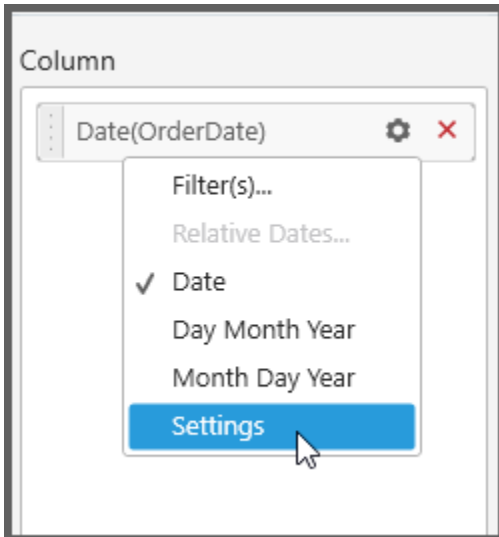 Column
Date(OrderDate)
Filter(s)...
Relative Dates...
Date
Day Month Year
Month Day Year
Settings